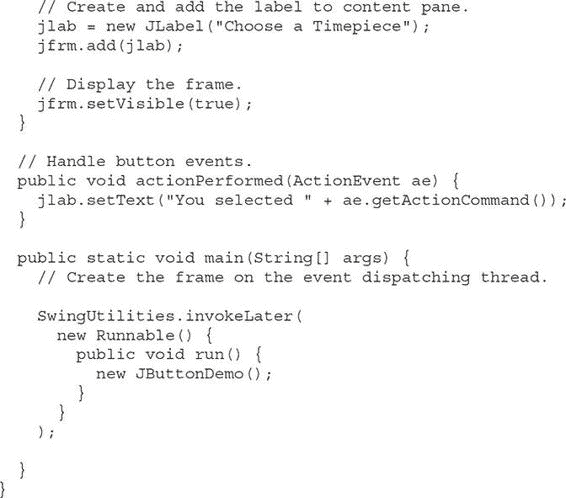 // Create and add the label to content pane.
jlab = new JLabel("Choose a Timepiece");
jfrm.add(jlab);
// Display the frame.
jfrm.setVisible(true);
}
// Handle button events.
public void actionPerformed(ActionEvent ae) {
jlab.setText("You selected " + ae.getActionCommand());
}
public static void main(String[] args) {
// Create the frame on the event dispatching thread.
SwingUtilities.invokeLater(
new Runnable() {
public void run() {
new JButtonDemo();
}
}
);
}
}